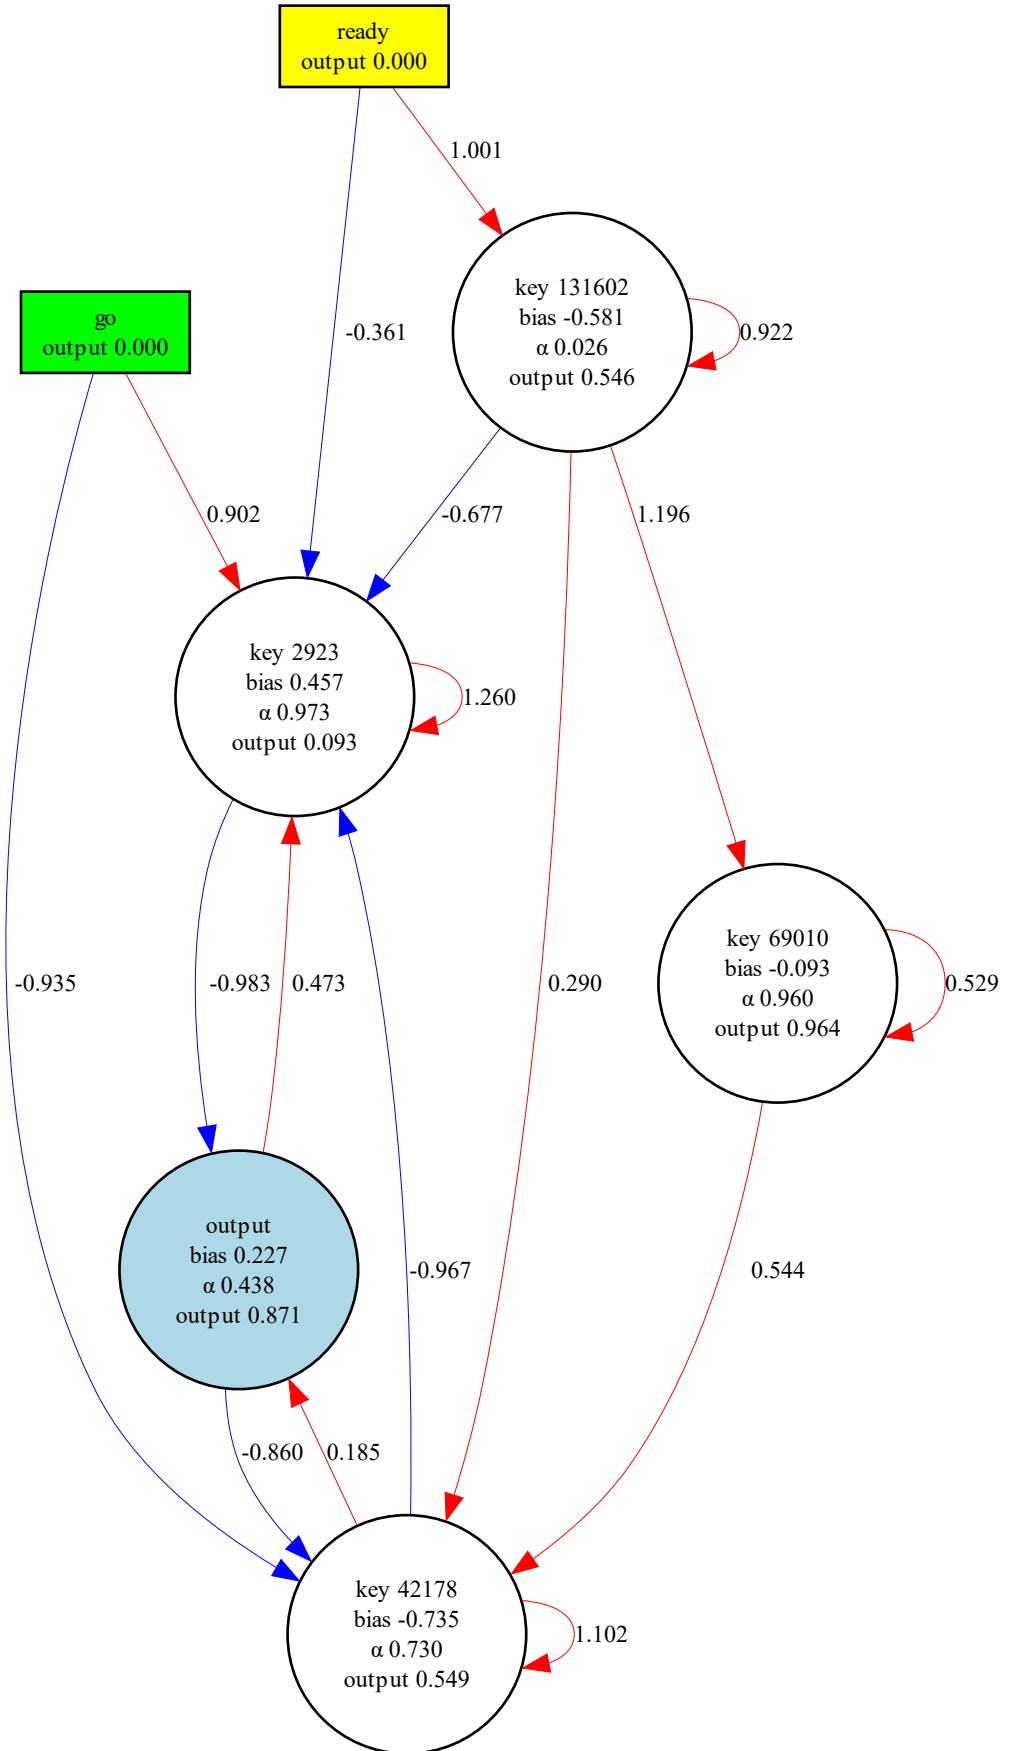 ready
output 0.000
1.001
key 131602
bias -0.581
α 0.026
output 0.546
0.922
go
output 0.000
-0.361
0.902
-0.677
1.196
key 2923
bias 0.457
α 0.973
output 0.093
1.260
key 69010
bias -0.093
α 0.960
output 0.964
0.529
-0.935
-0.983
0.473
0.290
output
bias 0.227
α 0.438
output 0.871
-0.967
0.544
-0.860
0.185
key 42178
bias -0.735
α 0.730
output 0.549
1.102